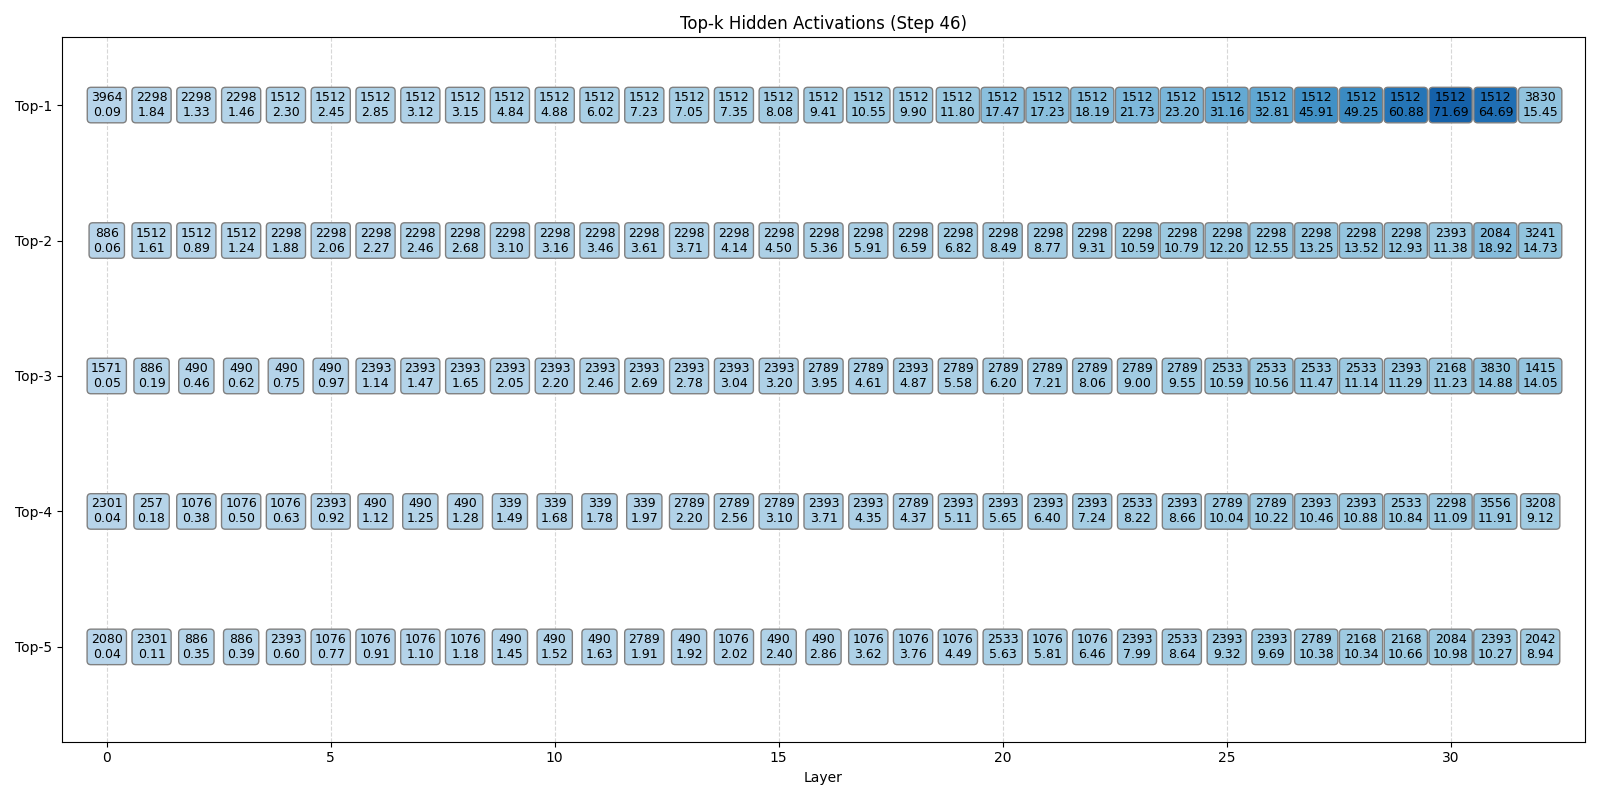 Top-k Hidden Activations (Step 46)
Top-1
3964 2298 2298 2298 1512 1512 1512 1512 1512 1512 1512 1512 1512 1512 1512 1512 1512 1512 1512 1512 1512 1512 1512 1512 1512 1512 1512 1512 1512 1512 1512 1512 3830
0.09 1.84 1.33 1.46 2.30 2.45 2.85 3.12 3.15 4.84 4.88 6.02 7.23 7.05 7.35 8.08 9.41 10.55 9.90 11.80 17.47 17.23 18.19 21.73 23.20 31.16 32.81 45.91 49.25 60.88 71.69 64.69 15.45
Top-2
886 1512 1512 1512 2298 2298 2298 2298 2298 2298 2298 2298 2298 2298 2298 2298 2298 2298 2298 2298 2298 2298 2298 2298 2298 2298 2298 2298 2298 2298 2393 2084 3241
0.06 1.61 0.89 1.24 1.88 2.06 2.27 2.46 2.68 3.10 3.16 3.46 3.61 3.71 4.14 4.50 5.36 5.91 6.59 6.82 8.49 8.77 9.31 10.59 10.79 12.20 12.55 13.25 13.52 12.93 11.38 18.92 14.73
Top-3
1571 886 490 490 490 490 2393 2393 2393 2393 2393 2393 2393 2393 2393 2393 2789 2789 2393 2789 2789 2789 2789 2789 2789 2533 2533 2533 2533 2393 2168 3830 1415
0.05 0.19 0.46 0.62 0.75 0.97 1.14 1.47 1.65 2.05 2.20 2.46 2.69 2.78 3.04 3.20 3.95 4.61 4.87 5.58 6.20 7.21 8.06 9.00 9.55 10.59 10.56 11.47 11.14 11.29 11.23 14.88 14.05
Top-4
2301 257 1076 1076 1076 2393 490 490 490 339 339 339 339 2789 2789 2789 2393 2393 2789 2393 2393 2393 2393 2533 2393 2789 2789 2393 2393 2533 2298 3556 3208
0.04 0.18 0.38 0.50 0.63 0.92 1.12 1.25 1.28 1.49 1.68 1.78 1.97 2.20 2.56 3.10 3.71 4.35 4.37 5.11 5.65 6.40 7.24 8.22 8.66 10.04 10.22 10.46 10.88 10.84 11.09 11.91 9.12
Top-5
2080 2301 886 886 2393 1076 1076 1076 1076 490 490 490 2789 490 1076 490 490 1076 1076 1076 2533 1076 1076 2393 2533 2393 2393 2789 2168 2168 2084 2393 2042
0.04 0.11 0.35 0.39 0.60 0.77 0.91 1.10 1.18 1.45 1.52 1.63 1.91 1.92 2.02 2.40 2.86 3.62 3.76 4.49 5.63 5.81 6.46 7.99 8.64 9.32 9.69 10.38 10.34 10.66 10.98 10.27 8.94
0 5 10 15 20 25 30
Layer